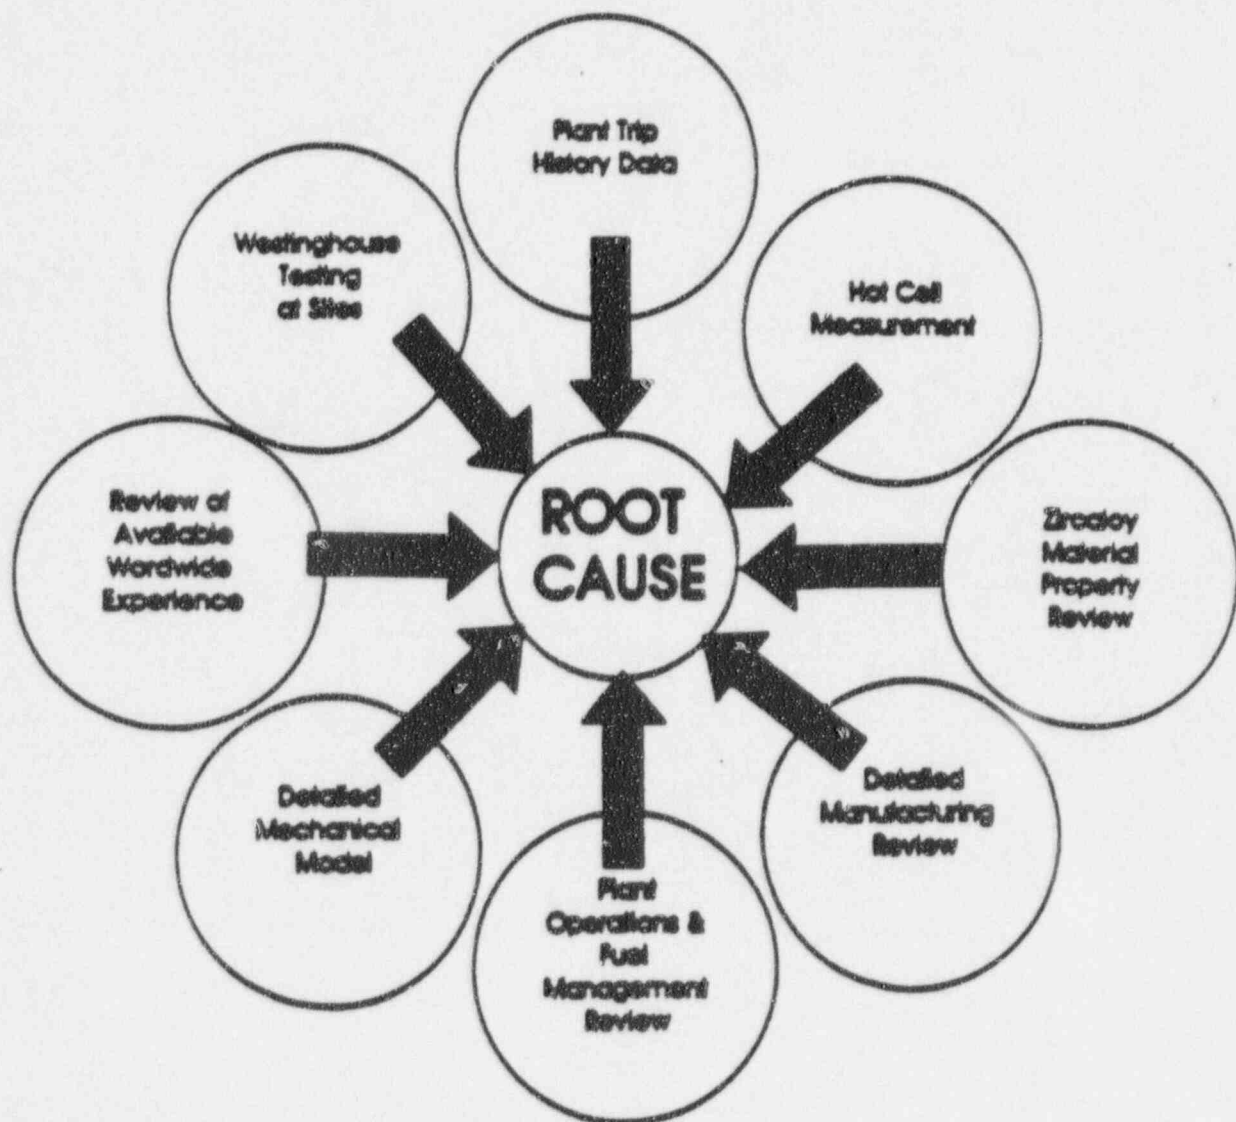 Plant Trip
History Data
Westinghouse
Testing
at Sites
Hot Cell
Measurement
Review of
Available
Wordwide
Experience
ROOT
CAUSE
Zircaloy
Material
Property
Review
Detailed
Mechanical
Model
Detailed
Manufacturing
Review
Plant
Operations &
Fuel
Management
Review